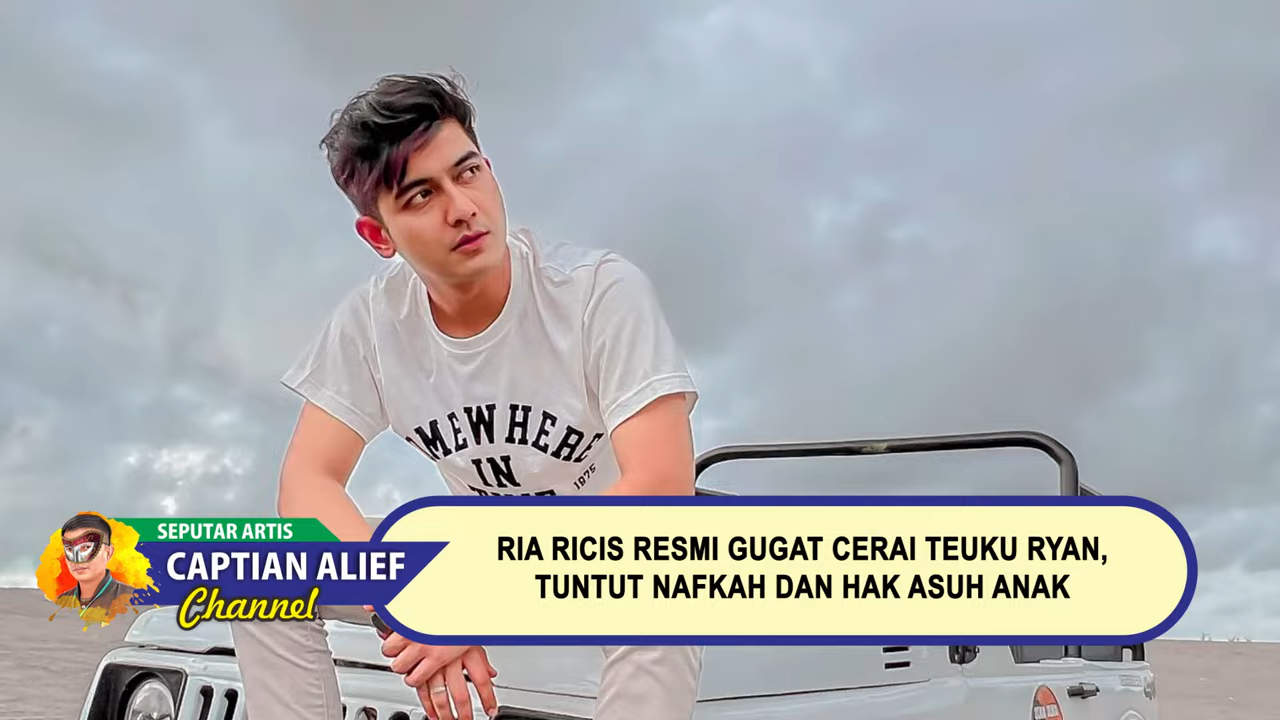 OMEWHERE
IN
1975
SEPUTAR ARTIS
CAPTIAN ALIEF
Channel
RIA RICIS RESMI GUGAT CERAI TEUKU RYAN,
TUNTUT NAFKAH DAN HAK ASUH ANAK